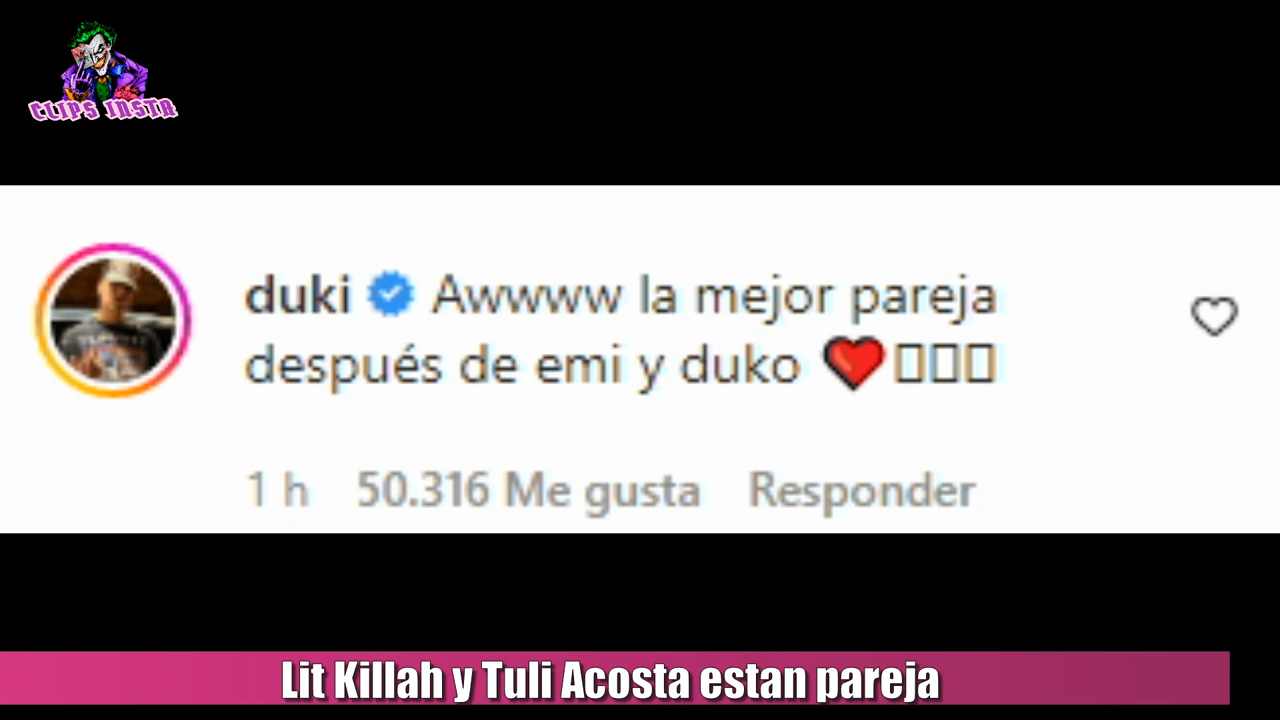 CLIPS INSTA
duki Awwww la mejor pareja
después de emi y duko ❤️
1 h 50.316 Me gusta Responder
Lit Killah y Tuli Acosta estan pareja